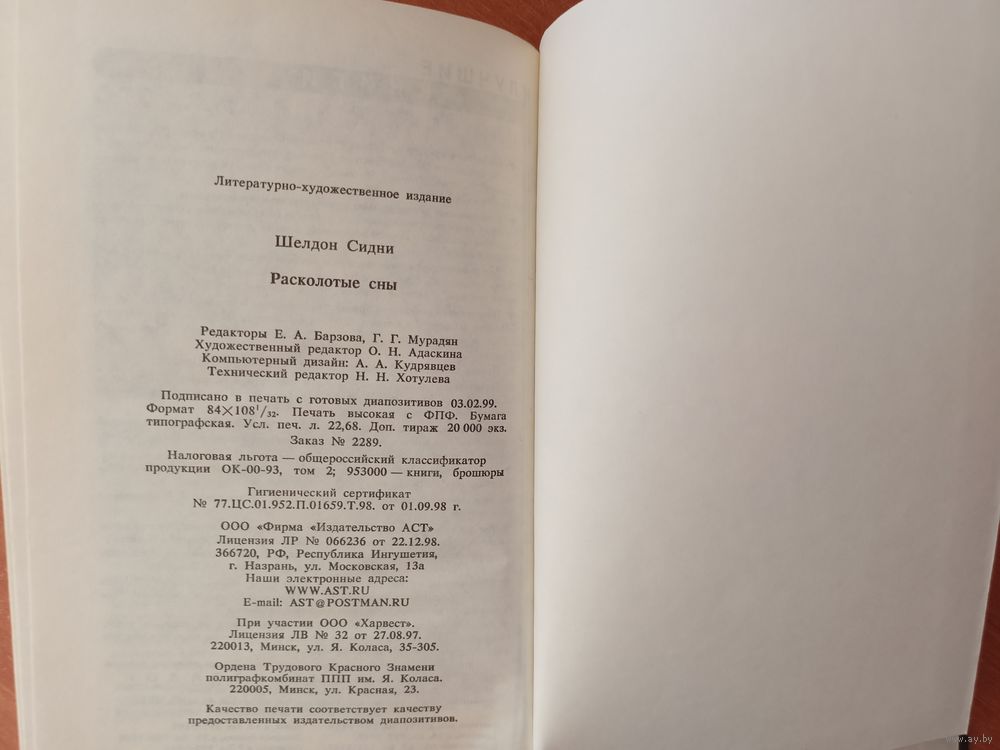 ЛУЧШИЕ
Литературно-художественное издание
Шелдон Сидни
Расколотые сны
Редакторы Е. А. Барзова, Г. Г. Мурадян
Художественный редактор О. Н. Адаскина
Компьютерный дизайн: А. А. Кудрявцев
Технический редактор Н. Н. Хотулева
Подписано в печать с готовых диапозитивов 03.02.99.
Формат 84×108¹/₃₂. Печать высокая с ФПФ. Бумага
типографская. Усл. печ. л. 22,68. Доп. тираж 20 000 экз.
Заказ № 2289.
Налоговая льгота — общероссийский классификатор
продукции ОК-00-93, том 2; 953000 — книги, брошюры
Гигиенический сертификат
№ 77.ЦС.01.952.П.01659.Т.98. от 01.09.98 г.
ООО «Фирма «Издательство АСТ»
Лицензия ЛР № 066236 от 22.12.98.
366720, РФ, Республика Ингушетия,
г. Назрань, ул. Московская, 13а
Наши электронные адреса:
WWW.AST.RU
E-mail: AST@POSTMAN.RU
При участии ООО «Харвест».
Лицензия ЛВ № 32 от 27.08.97.
220013, Минск, ул. Я. Коласа, 35-305.
Ордена Трудового Красного Знамени
полиграфкомбинат ППП им. Я. Коласа.
220005, Минск, ул. Красная, 23.
Качество печати соответствует качеству
предоставленных издательством диапозитивов.
www.ay.by